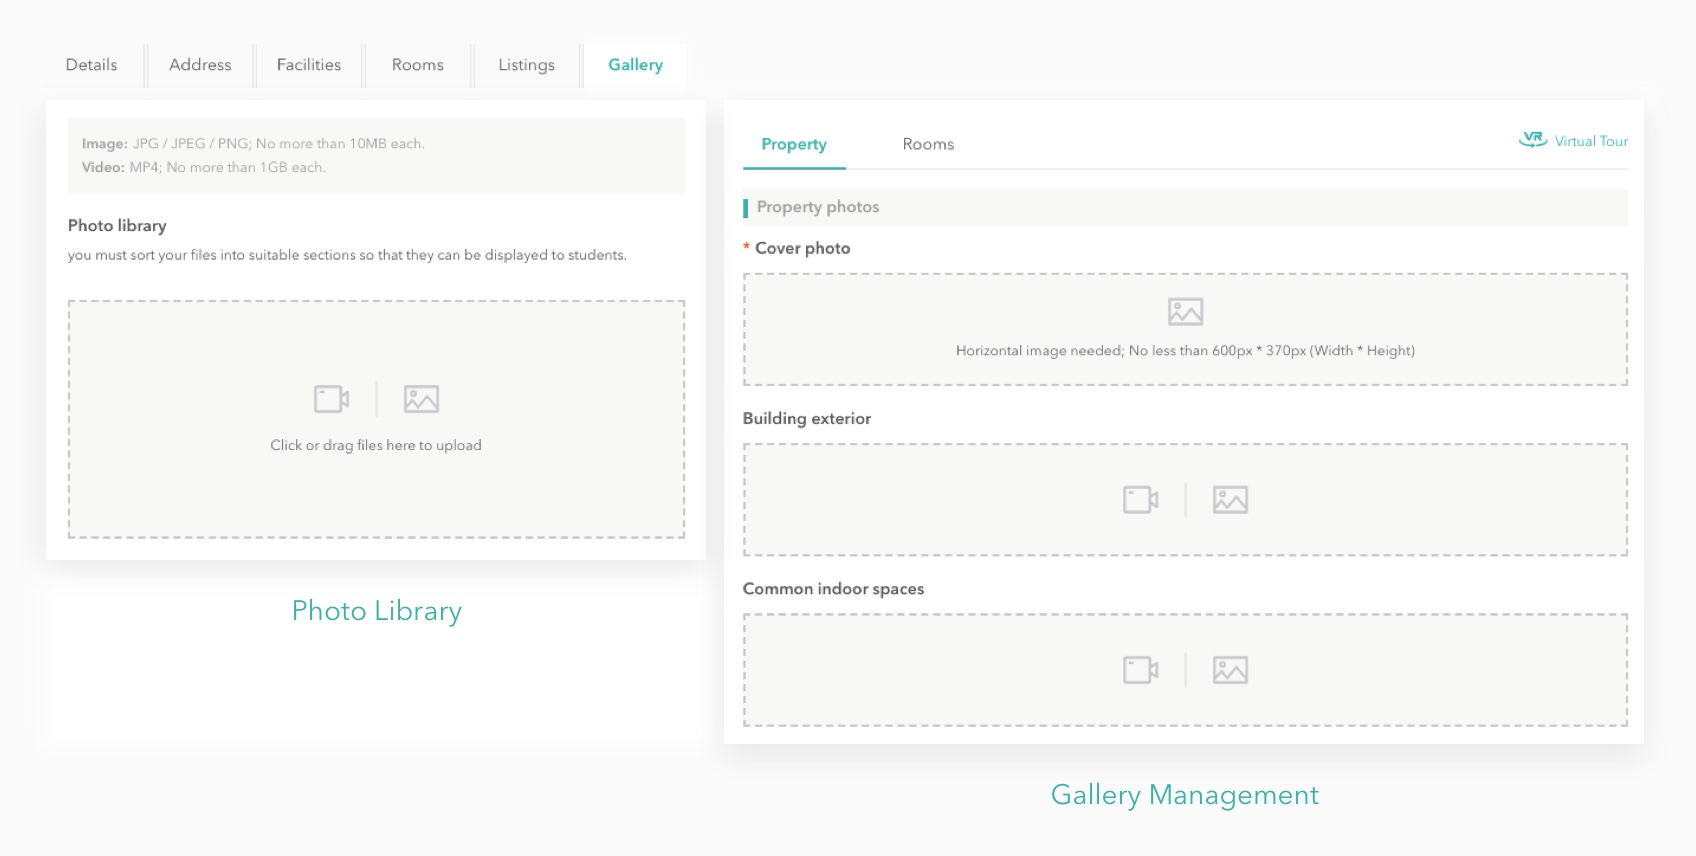 Details
Address
Facilities
Rooms
Listings
Gallery
Image: JPG / JPEG / PNG; No more than 10MB each.
Video: MP4; No more than 1GB each.
Photo library
you must sort your files into suitable sections so that they can be displayed to students.
Click or drag files here to upload
Photo Library
Property
Rooms
VR Virtual Tour
Property photos
* Cover photo
Horizontal image needed; No less than 600px * 370px (Width * Height)
Building exterior
Common indoor spaces
Gallery Management